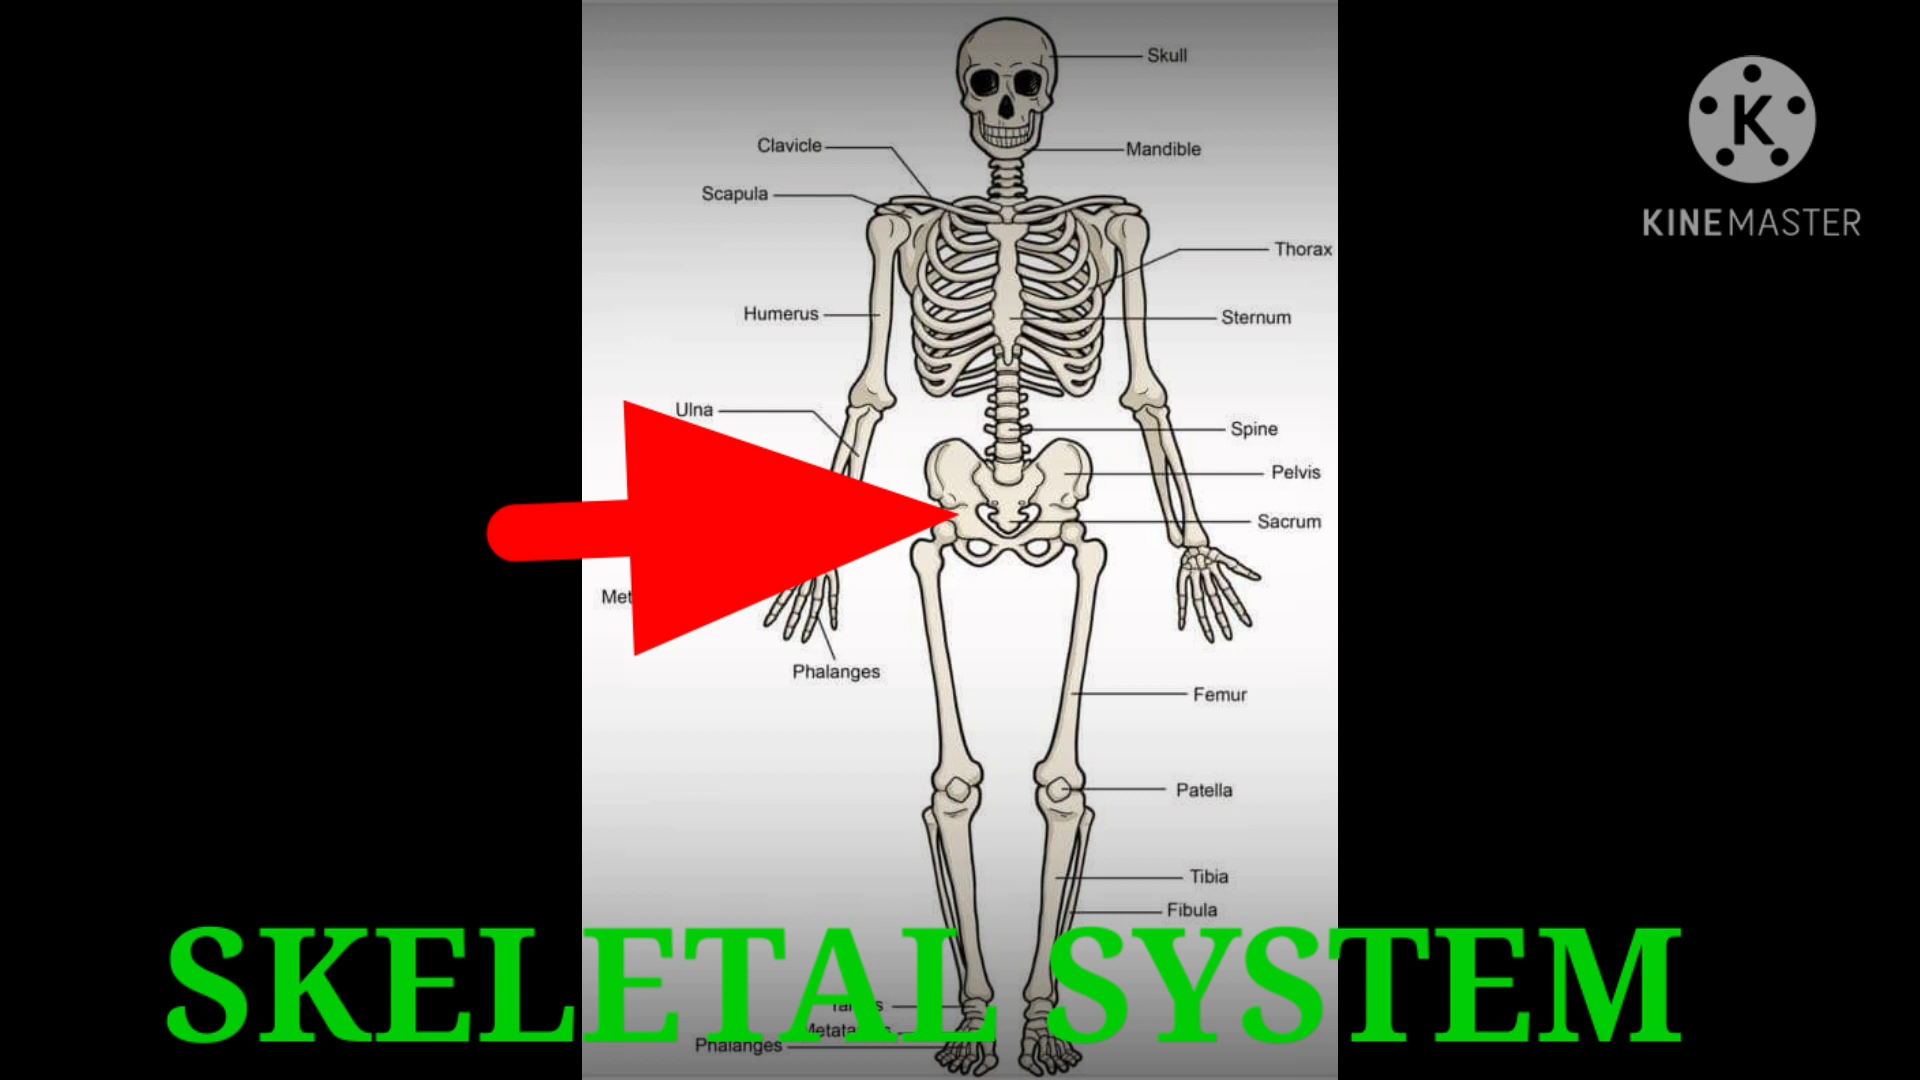 Skull
Clavicle
Mandible
Scapula
Thorax
Humerus
Sternum
Ulna
Spine
Pelvis
Sacrum
Phalanges
Femur
Patella
Tibia
Fibula
Phalanges
SKELETAL SYSTEM
K
KINEMASTER